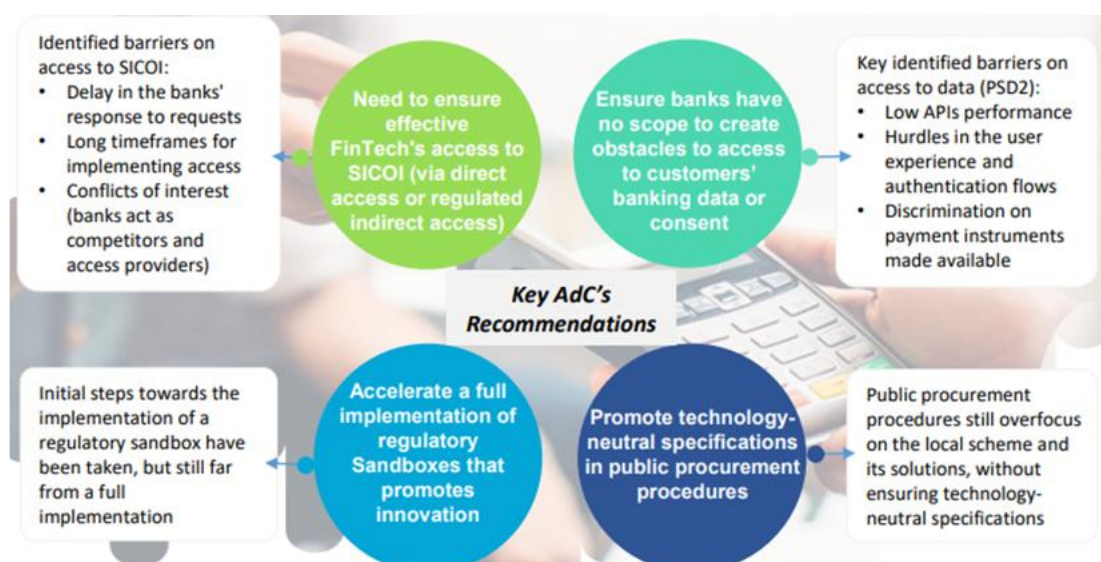 Identified barriers on
access to SICOI:
• Delay in the banks'
response to requests
• Long timeframes for
implementing access
• Conflicts of interest
(banks act as
competitors and
access providers)
Need to ensure
effective
FinTech's access to
SICOI (via direct
access or regulated
indirect access)
Ensure banks have
no scope to create
obstacles to access
to customers'
banking data or
consent
Key identified barriers on
access to data (PSD2):
• Low APIs performance
• Hurdles in the user
experience and
authentication flows
• Discrimination on
payment instruments
made available
Key AdC's
Recommendations
Initial steps towards the
implementation of a
regulatory sandbox have
been taken, but still far
from a full
implementation
Accelerate a full
implementation of
regulatory
Sandboxes that
promotes
innovation
Promote technology-
neutral specifications
in public procurement
procedures
Public procurement
procedures still overfocus
on the local scheme and
its solutions, without
ensuring technology-
neutral specifications